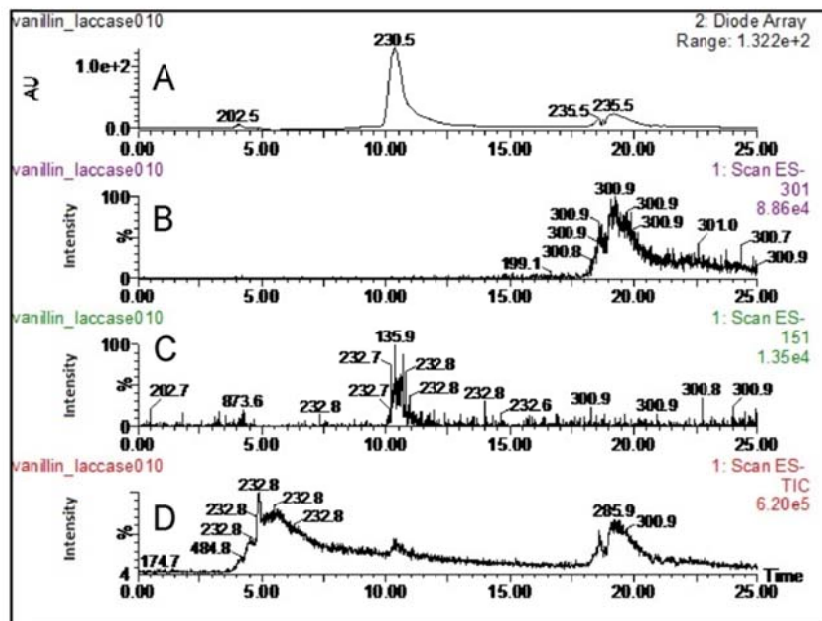 vanillin_laccase010
2: Diode Array
Range: 1.322e+2
A
AU
1.0e+2
0.0
202.5
230.5
235.5
235.5
0.00 5.00 10.00 15.00 20.00 25.00
vanillin_laccase010
1: Scan ES-
301
8.86e4
B
Intensity
%
100
0
199.1
300.8
300.9
300.9
300.9
300.9
300.9
301.0
300.7
300.9
0.00 5.00 10.00 15.00 20.00 25.00
vanillin_laccase010
1: Scan ES-
151
1.35e4
C
Intensity
%
100
0
202.7
873.6
232.8
232.7
232.7
135.9
232.8
232.8
232.8
232.6
300.9
300.9
300.8
300.9
0.00 5.00 10.00 15.00 20.00 25.00
vanillin_laccase010
1: Scan ES-
TIC
6.20e5
D
Intensity
%
4
174.7
484.8
232.8
232.8
232.8
232.8
232.8
285.9
300.9
Time
0.00 5.00 10.00 15.00 20.00 25.00